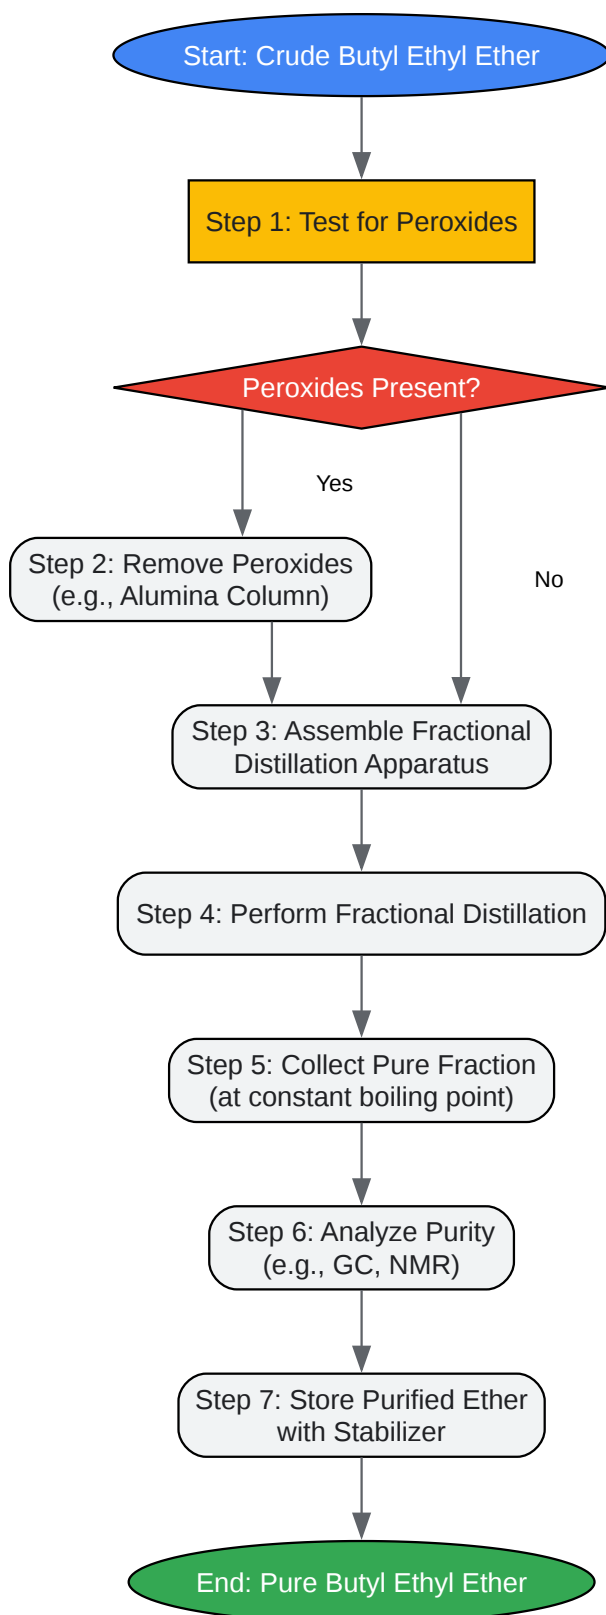 Start: Crude Butyl Ethyl Ether
Step 1: Test for Peroxides
Peroxides Present?
Yes
Step 2: Remove Peroxides
(e.g., Alumina Column)
No
Step 3: Assemble Fractional
Distillation Apparatus
Step 4: Perform Fractional Distillation
Step 5: Collect Pure Fraction
(at constant boiling point)
Step 6: Analyze Purity
(e.g., GC, NMR)
Step 7: Store Purified Ether
with Stabilizer
End: Pure Butyl Ethyl Ether